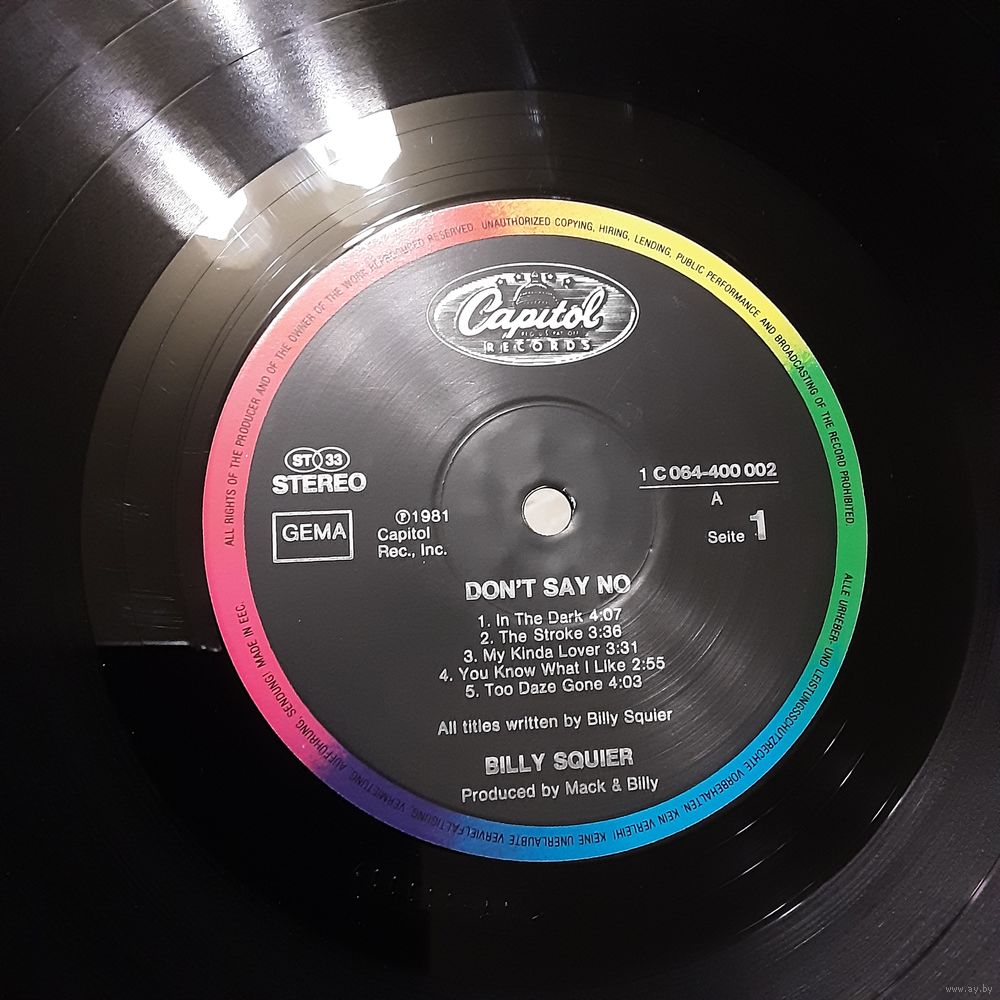 ALL RIGHTS OF THE PRODUCER AND OF THE OWNER OF THE WORK REPRODUCED RESERVED. UNAUTHORIZED COPYING, HIRING, LENDING, PUBLIC PERFORMANCE AND BROADCASTING OF THE RECORD PROHIBITED.
Capitol
RECORDS
ST 33
STEREO
GEMA
℗1981
Capitol
Rec., Inc.
1 C 064-400 002
A
Seite 1
DON'T SAY NO
1. In The Dark 4:07
2. The Stroke 3:36
3. My Kinda Lover 3:31
4. You Know What I Like 2:55
5. Too Daze Gone 4:03
All titles written by Billy Squier
BILLY SQUIER
Produced by Mack & Billy
ALLE URHEBER- UND LEISTUNGSSCHUTZRECHTE VORBEHALTEN. KEIN VERLEIH! KEINE UNERLAUBTE VERVIELFÄLTIGUNG, VERMIETUNG, AUFFÜHRUNG, SENDUNG! MADE IN EEC.
www.ay.by